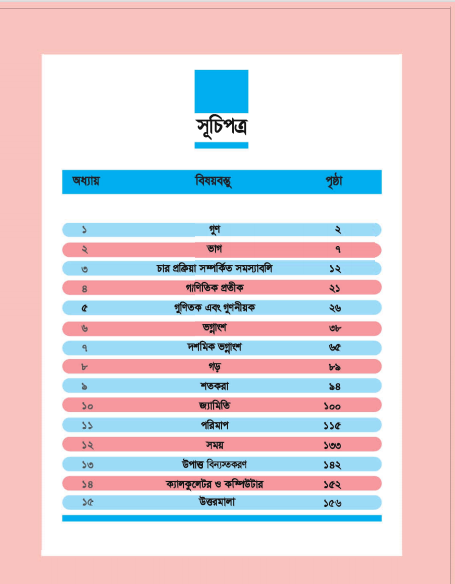 সূচিপত্র
অধ্যায় বিষয়বস্তু পৃষ্ঠা
১ গুণ ২
২ ভাগ ৭
৩ চার প্রক্রিয়া সম্পর্কিত সমস্যাবলি ১২
৪ গাণিতিক প্রতীক ২১
৫ গুণিতক এবং গুণনীয়ক ২৬
৬ ভগ্নাংশ ৩৮
৭ দশমিক ভগ্নাংশ ৬৫
৮ গড় ৮৯
৯ শতকরা ৯৪
১০ জ্যামিতি ১০০
১১ পরিমাপ ১১৫
১২ সময় ১৩৩
১৩ উপাত্ত বিন্যস্তকরণ ১৪২
১৪ ক্যালকুলেটর ও কম্পিউটার ১৫২
১৫ উত্তরমালা ১৫৬